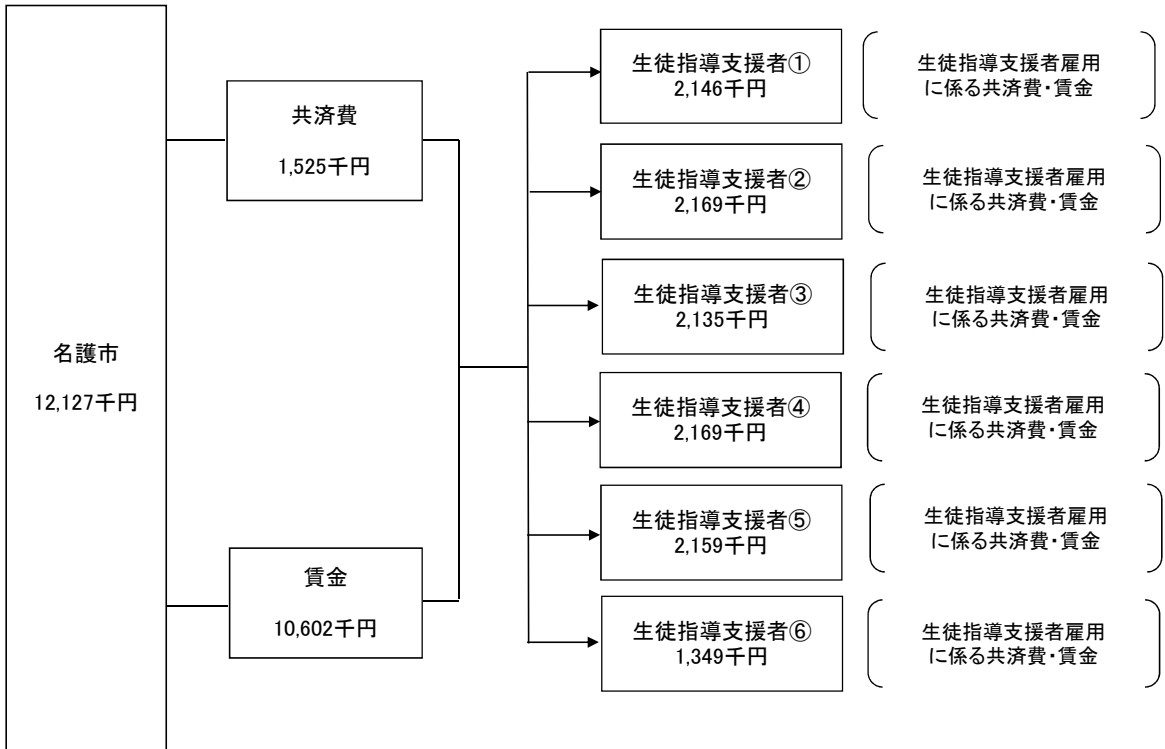 名護市
12,127千円
共済費
1,525千円
賃金
10,602千円
生徒指導支援者①
2,146千円
生徒指導支援者雇用
に係る共済費・賃金
生徒指導支援者②
2,169千円
生徒指導支援者雇用
に係る共済費・賃金
生徒指導支援者③
2,135千円
生徒指導支援者雇用
に係る共済費・賃金
生徒指導支援者④
2,169千円
生徒指導支援者雇用
に係る共済費・賃金
生徒指導支援者⑤
2,159千円
生徒指導支援者雇用
に係る共済費・賃金
生徒指導支援者⑥
1,349千円
生徒指導支援者雇用
に係る共済費・賃金